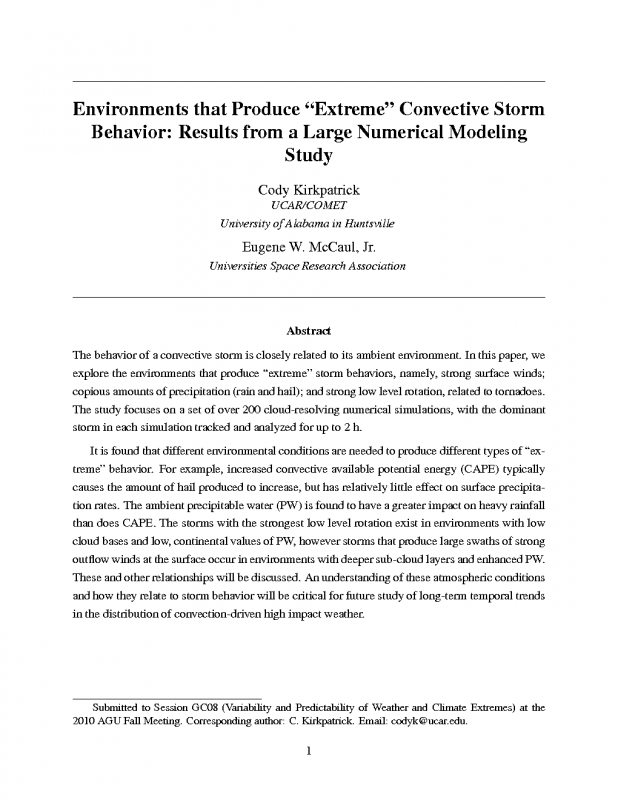 Environments that Produce “Extreme” Convective Storm
Behavior: Results from a Large Numerical Modeling
Study
Cody Kirkpatrick
UCAR/COMET
University of Alabama in Huntsville
Eugene W. McCaul, Jr.
Universities Space Research Association
Abstract
The behavior of a convective storm is closely related to its ambient environment. In this paper, we
explore the environments that produce “extreme” storm behaviors, namely, strong surface winds;
copious amounts of precipitation (rain and hail); and strong low level rotation, related to tornadoes.
The study focuses on a set of over 200 cloud-resolving numerical simulations, with the dominant
storm in each simulation tracked and analyzed for up to 2 h.
It is found that different environmental conditions are needed to produce different types of “ex-
treme” behavior. For example, increased convective available potential energy (CAPE) typically
causes the amount of hail produced to increase, but has relatively little effect on surface precipita-
tion rates. The ambient precipitable water (PW) is found to have a greater impact on heavy rainfall
than does CAPE. The storms with the strongest low level rotation exist in environments with low
cloud bases and low, continental values of PW, however storms that produce large swaths of strong
outflow winds at the surface occur in environments with deeper sub-cloud layers and enhanced PW.
These and other relationships will be discussed. An understanding of these atmospheric conditions
and how they relate to storm behavior will be critical for future study of long-term temporal trends
in the distribution of convection-driven high impact weather.
Submitted to Session GC08 (Variability and Predictability of Weather and Climate Extremes) at the
2010 AGU Fall Meeting. Corresponding author: C. Kirkpatrick. Email: codyk@ucar.edu.
1